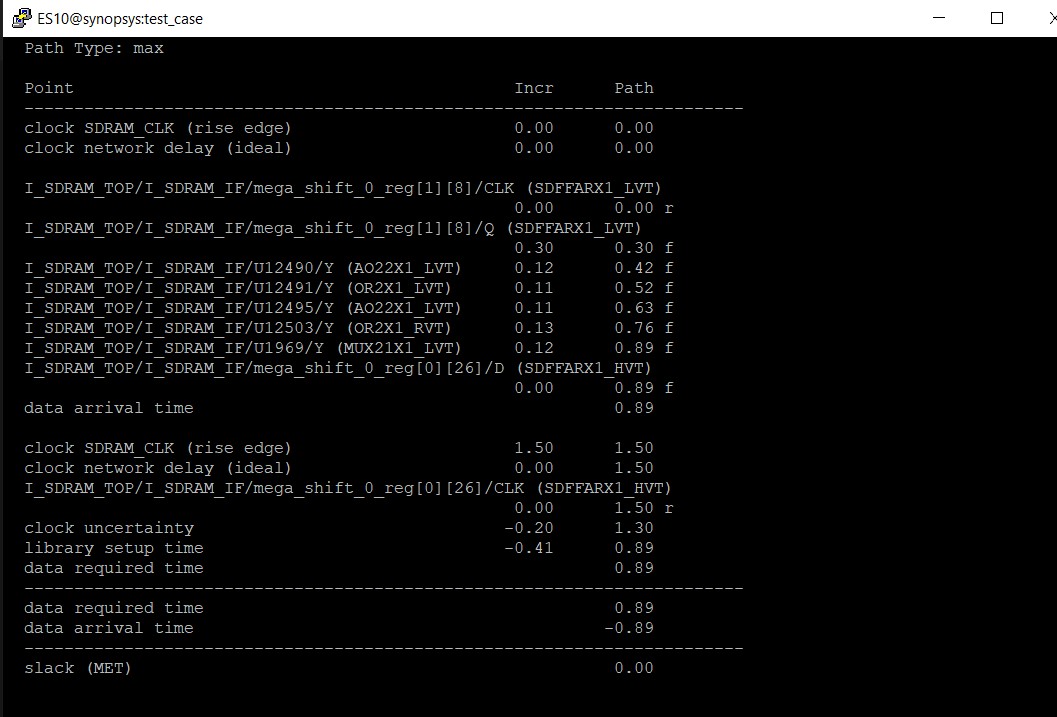 ES10@synopsys:test_case
Path Type: max
Point Incr Path
--------------------------------------------------------------------------
clock SDRAM_CLK (rise edge) 0.00 0.00
clock network delay (ideal) 0.00 0.00
I_SDRAM_TOP/I_SDRAM_IF/mega_shift_0_reg[1][8]/CLK (SDFFARX1_LVT)
0.00 0.00 r
I_SDRAM_TOP/I_SDRAM_IF/mega_shift_0_reg[1][8]/Q (SDFFARX1_LVT)
0.30 0.30 f
I_SDRAM_TOP/I_SDRAM_IF/U12490/Y (AO22X1_LVT) 0.12 0.42 f
I_SDRAM_TOP/I_SDRAM_IF/U12491/Y (OR2X1_LVT) 0.11 0.52 f
I_SDRAM_TOP/I_SDRAM_IF/U12495/Y (AO22X1_LVT) 0.11 0.63 f
I_SDRAM_TOP/I_SDRAM_IF/U12503/Y (OR2X1_RVT) 0.13 0.76 f
I_SDRAM_TOP/I_SDRAM_IF/U1969/Y (MUX21X1_LVT) 0.12 0.89 f
I_SDRAM_TOP/I_SDRAM_IF/mega_shift_0_reg[0][26]/D (SDFFARX1_HVT)
0.00 0.89 f
data arrival time 0.89
clock SDRAM_CLK (rise edge) 1.50 1.50
clock network delay (ideal) 0.00 1.50
I_SDRAM_TOP/I_SDRAM_IF/mega_shift_0_reg[0][26]/CLK (SDFFARX1_HVT)
0.00 1.50 r
clock uncertainty -0.20 1.30
library setup time -0.41 0.89
data required time 0.89
--------------------------------------------------------------------------
data required time 0.89
data arrival time -0.89
--------------------------------------------------------------------------
slack (MET) 0.00